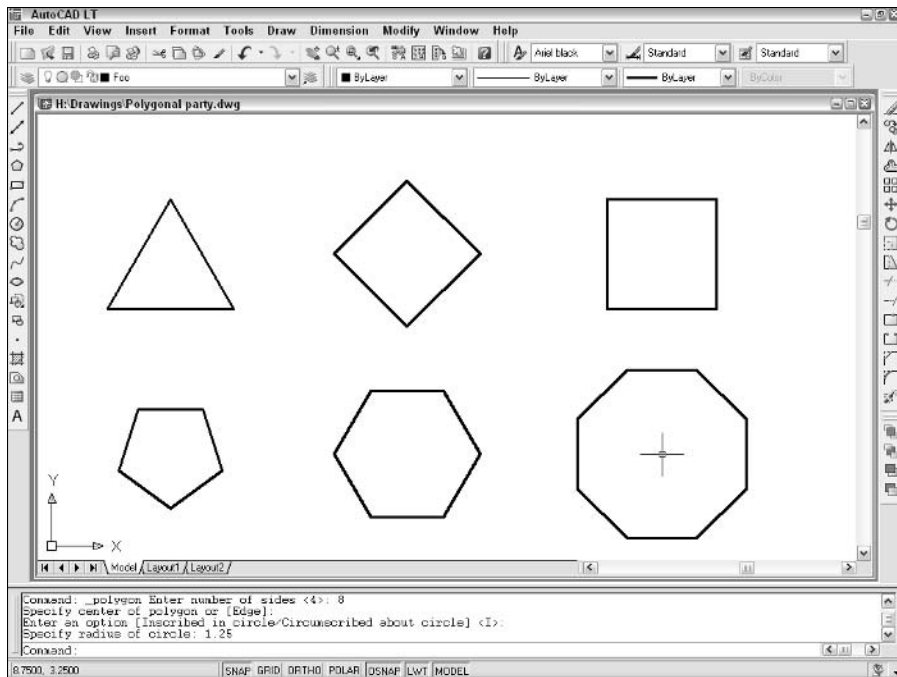 AutoCAD LT
File Edit View Insert Format Tools Draw Dimension Modify Window Help
Arial black Standard Standard
Foo ByLayer ByLayer ByLayer ByColor
H:\Drawings\Polygonal party.dwg
A
Y
X
Model Layout1 Layout2
Command: _polygon Enter number of sides <4>: 8
Specify center of polygon or [Edge]:
Enter an option [Inscribed in circle/Circumscribed about circle] <I>:
Specify radius of circle: 1.25
Command:
8.7500, 3.2500 SNAP GRID ORTHO POLAR OSNAP LWT MODEL